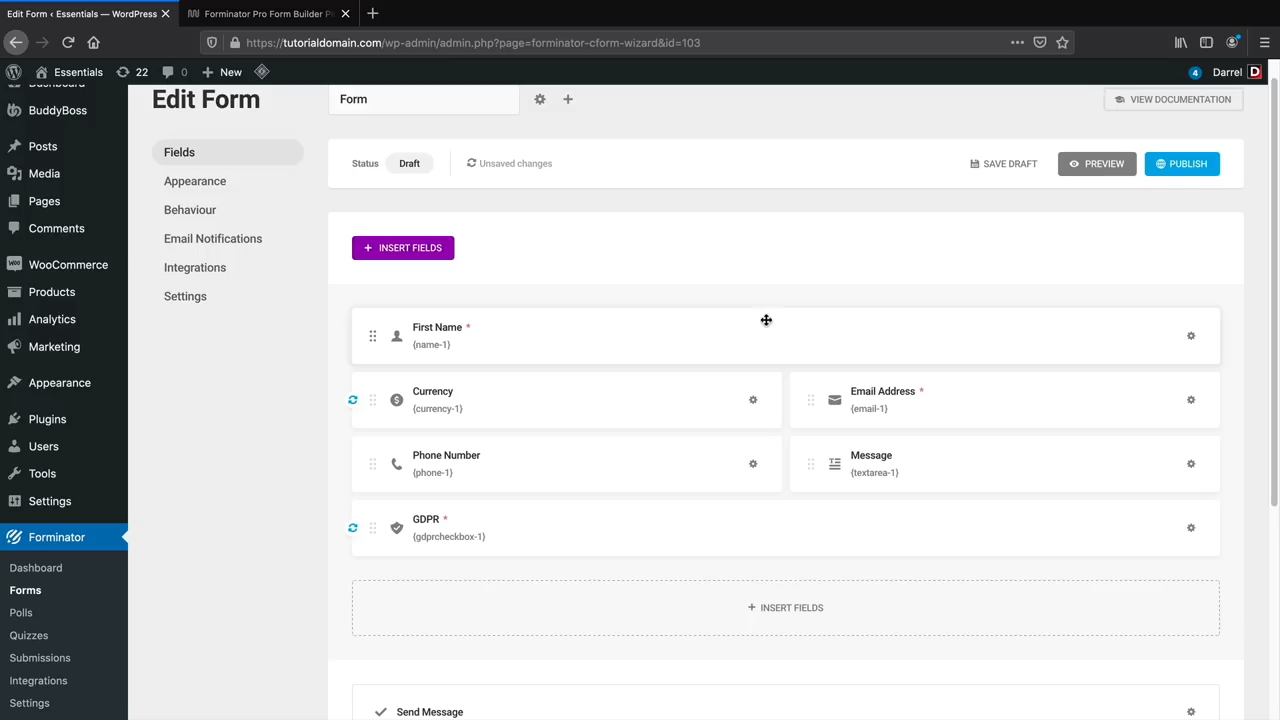 Edit Form ‹ Essentials — WordPress
Forminator Pro Form Builder Pl
https://tutorialdomain.com/wp-admin/admin.php?page=forminator-cform-wizard&id=103
Essentials 22 0 New 4 Darrel D
Dashboard
BuddyBoss
Posts
Media
Pages
Comments
WooCommerce
Products
Analytics
Marketing
Appearance
Plugins
Users
Tools
Settings
Forminator
Dashboard
Forms
Polls
Quizzes
Submissions
Integrations
Settings
Edit Form
Form
VIEW DOCUMENTATION
Fields
Appearance
Behaviour
Email Notifications
Integrations
Settings
Status Draft Unsaved changes
SAVE DRAFT PREVIEW PUBLISH
+ INSERT FIELDS
First Name *
{name-1}
Currency
{currency-1}
Email Address *
{email-1}
Phone Number
{phone-1}
Message
{textarea-1}
GDPR *
{gdprcheckbox-1}
+ INSERT FIELDS
Send Message